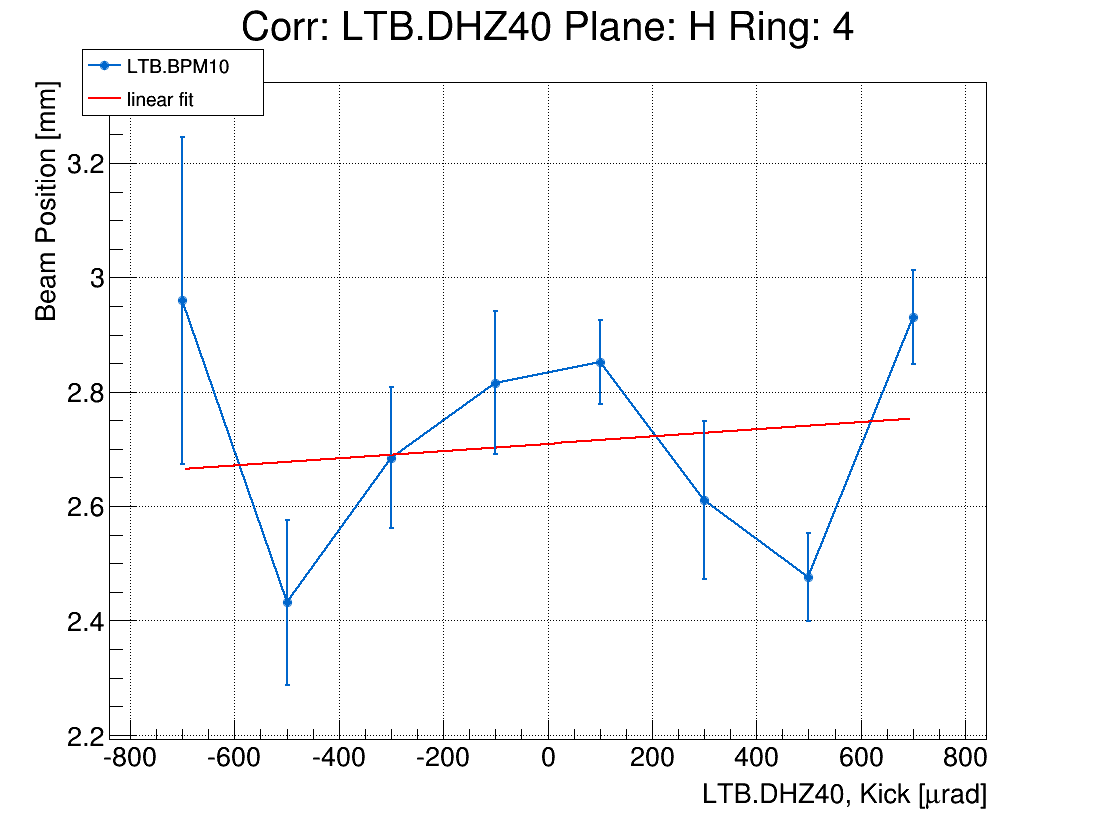 Corr: LTB.DHZ40 Plane: H Ring: 4
LTB.BPM10
linear fit
Beam Position [mm]
3.2
3
2.8
2.6
2.4
2.2
-800 -600 -400 -200 0 200 400 600 800
LTB.DHZ40, Kick [μrad]